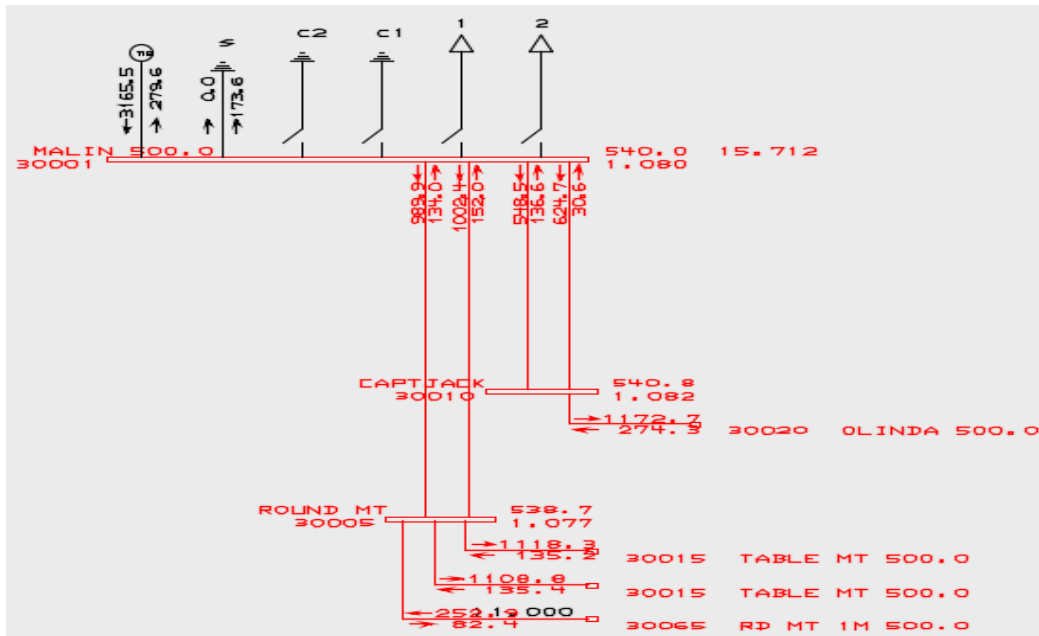 1 2
S C2 C1
TIE
3165.5 279.6 0.0 173.6
MALIN 500.0 540.0 15.712
30001 1.080
989.9 134.0 1002.4 152.0 548.5 136.6 624.7 30.6
CAPTJACK 540.8
30010 1.082
1172.7
274.3 30020 OLINDA 500.0
ROUND MT 538.7
30005 1.077
1118.3
135.2 30015 TABLE MT 500.0
1108.8
135.4 30015 TABLE MT 500.0
82.4 30065 RD MT 1M 500.0